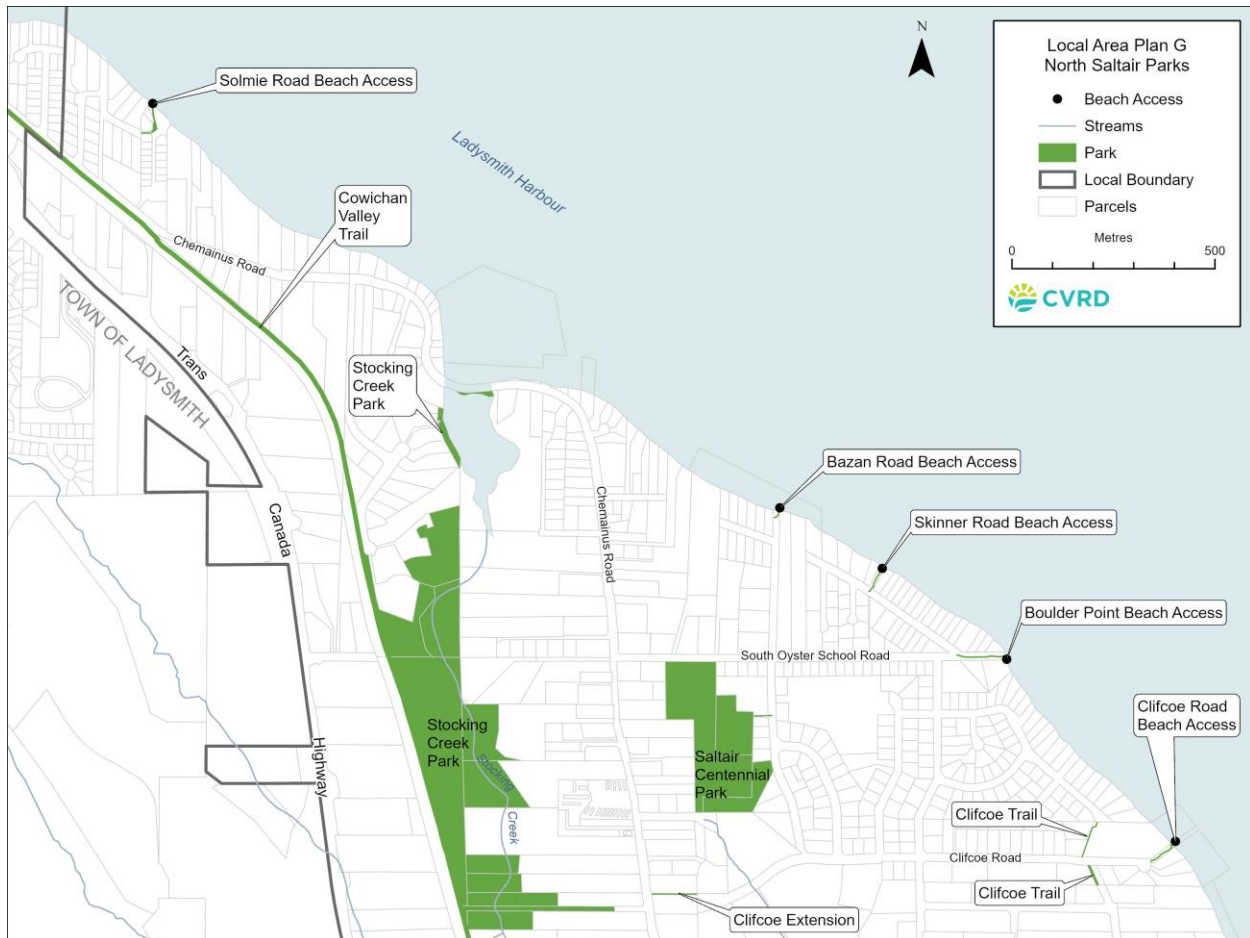 Solmie Road Beach Access
Ladysmith Harbour
N
Local Area Plan G
North Saltair Parks
Beach Access
Streams
Park
Local Boundary
Parcels
Metres
0 500
CVRD
Cowichan
Valley
Trail
Chemainus Road
TOWN OF LADYSMITH
Trans
Canada
Highway
Stocking
Creek
Park
Chemainus Road
Bazan Road Beach Access
Skinner Road Beach Access
Boulder Point Beach Access
South Oyster School Road
Clifcoe Road
Beach Access
Stocking
Creek
Park
Stocking
Creek
Saltair
Centennial
Park
Clifcoe Trail
Clifcoe Road
Clifcoe Trail
Clifcoe Extension